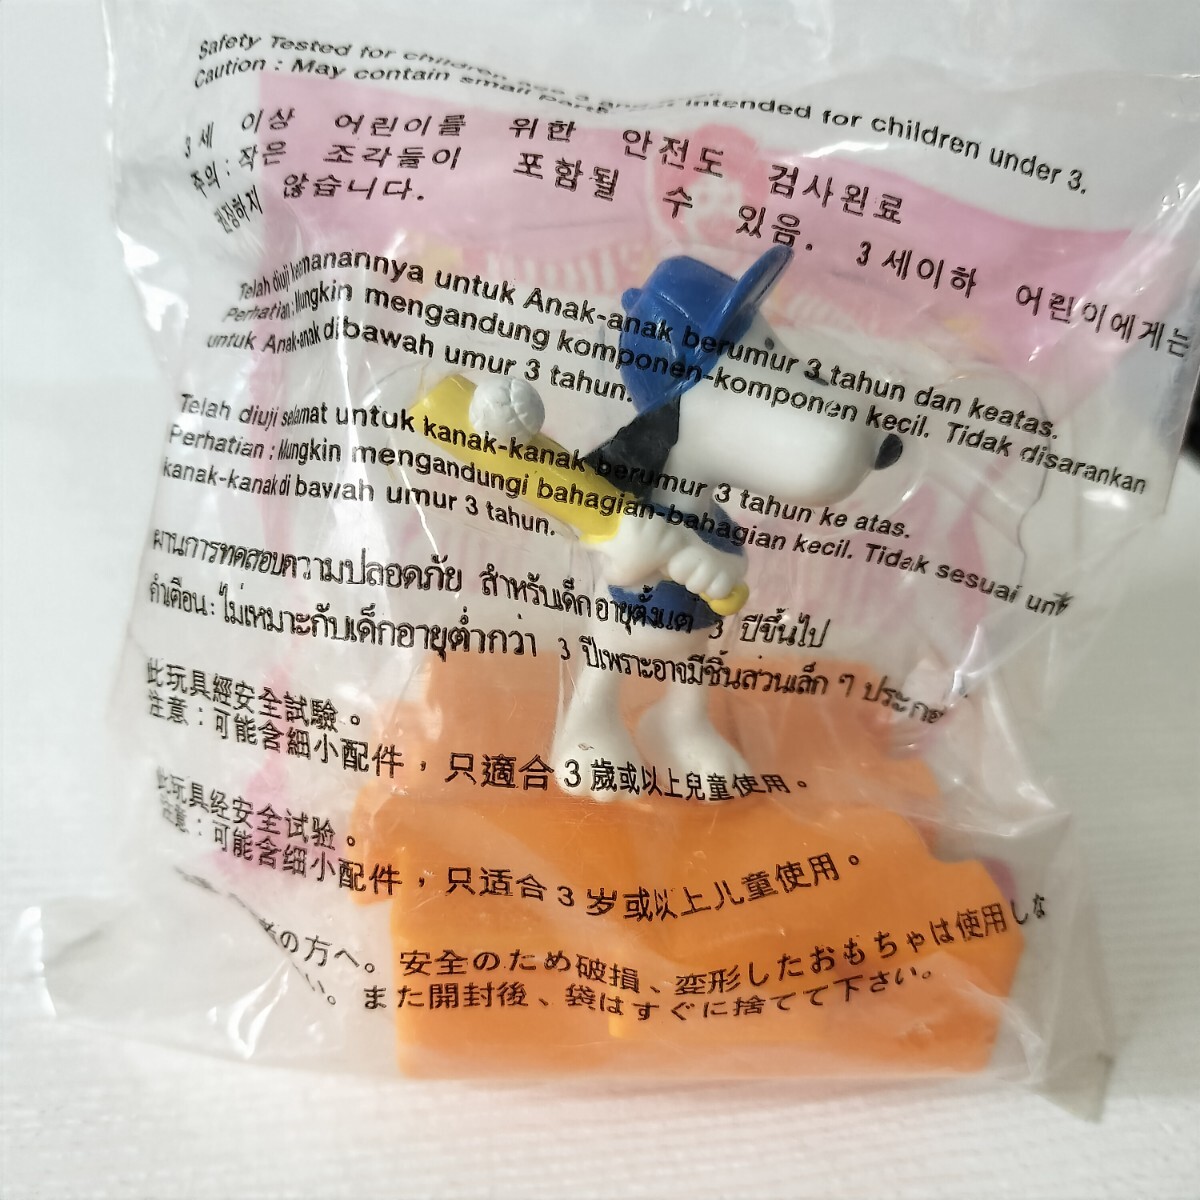 Safety Tested for children age 3 and intended for children under 3.
Caution : May contain small parts
3 세 이상 어린이를 위한 안전도 검사완료
주의 : 작은 조각들이 포함될 수 있음. 3 세이하 어린이에게는
권장하지 않습니다.
Telah diuji keamanannya untuk Anak-anak berumur 3 tahun dan keatas.
Perhatian : Mungkin mengandung komponen-komponen kecil. Tidak disarankan
untuk Anak-anak dibawah umur 3 tahun.
Telah diuji selamat untuk kanak-kanak berumur 3 tahun ke atas.
Perhatian : Mungkin mengandungi bahagian-bahagian kecil. Tidak sesuai
kanak-kanak di bawah umur 3 tahun.
ผ่านการทดสอบความปลอดภัย สำหรับเด็กอายุตั้งแต่ 3 ปีขึ้นไป
คำเตือน : ไม่เหมาะกับเด็กอายุต่ำกว่า 3 ปีเพราะอาจมีชิ้นส่วนเล็ก ๆ
此玩具經安全試驗。
注意：可能含細小配件，只適合 3 歲或以上兒童使用。
此玩具经安全试验。
注意：可能含细小配件，只适合 3 岁或以上儿童使用。
の方へ。安全のため破損、変形したおもちゃは使用しな
い。また開封後、袋はすぐに捨てて下さい。